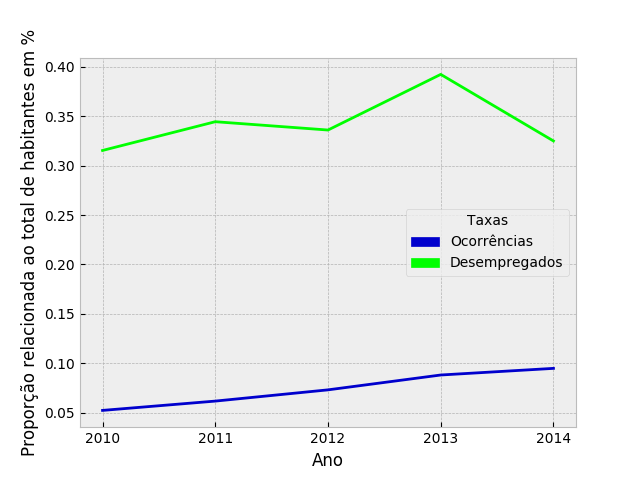 Proporção relacionada ao total de habitantes em %
0.40
0.35
0.30
0.25
0.20
0.15
0.10
0.05
Taxas
Ocorrências
Desempregados
2010 2011 2012 2013 2014
Ano